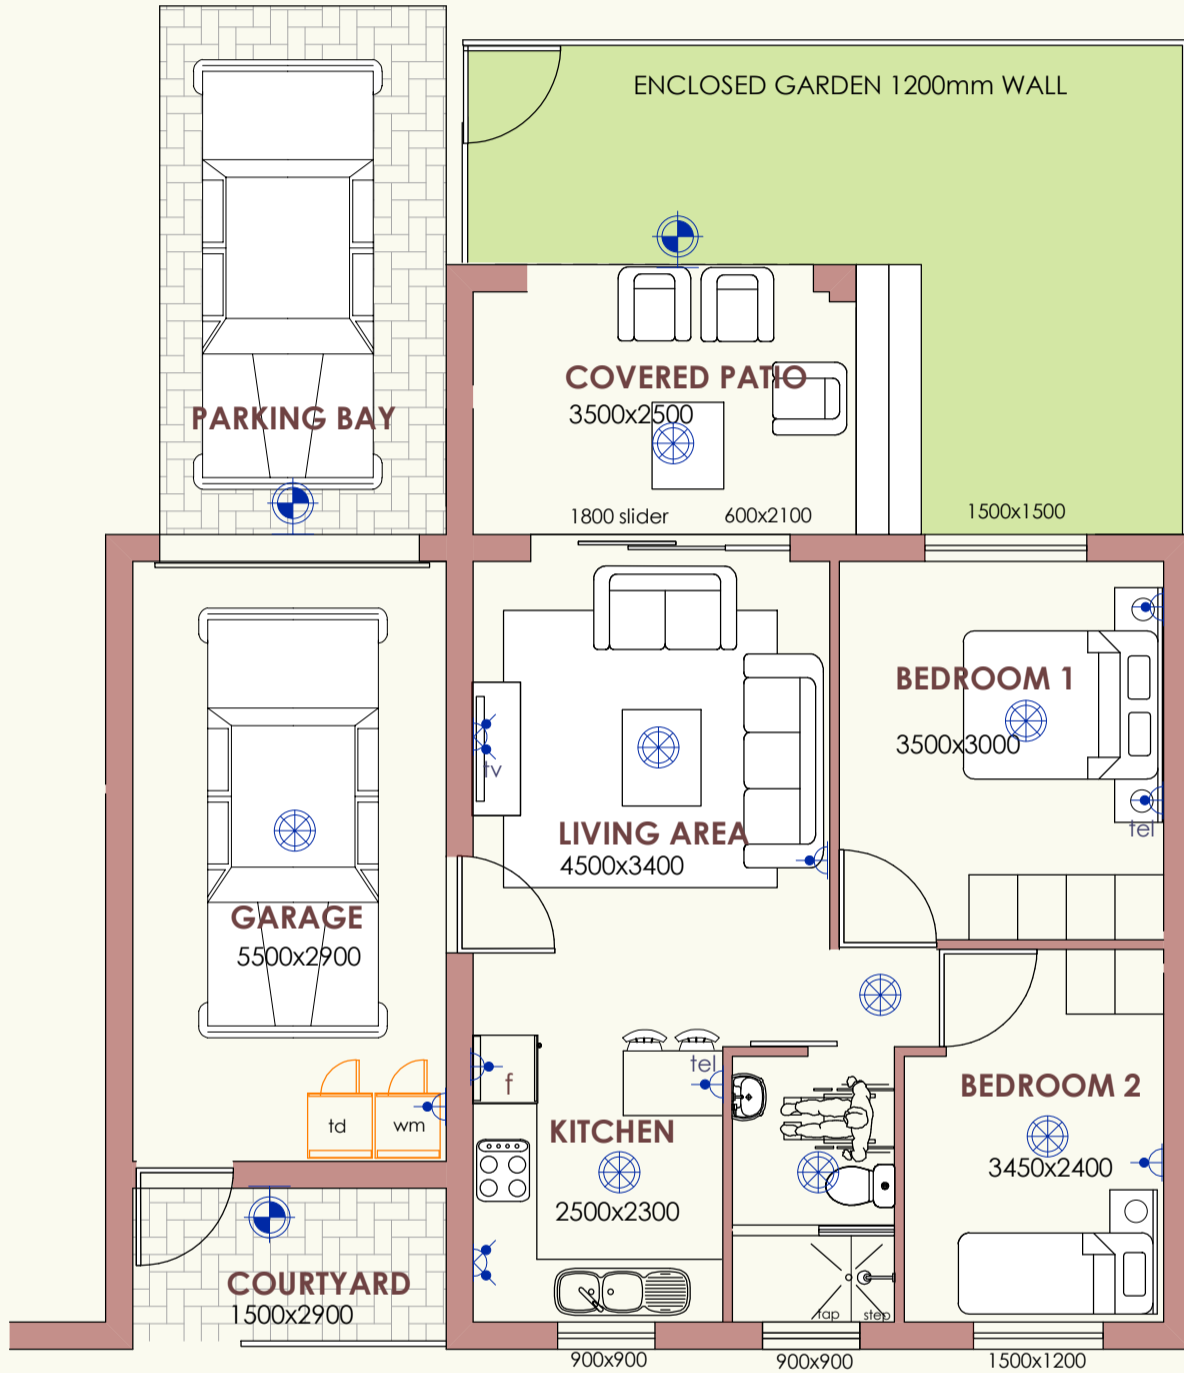 ENCLOSED GARDEN 1200mm WALL
COVERED PATIO
3500x2500
PARKING BAY
1800 slider
600x2100
1500x1500
BEDROOM 1
3500x3000
tv
tel
LIVING AREA
4500x3400
GARAGE
5500x2900
tel
f
BEDROOM 2
3450x2400
td
wm
KITCHEN
2500x2300
COURTYARD
1500x2900
tap
step
900x900
900x900
1500x1200